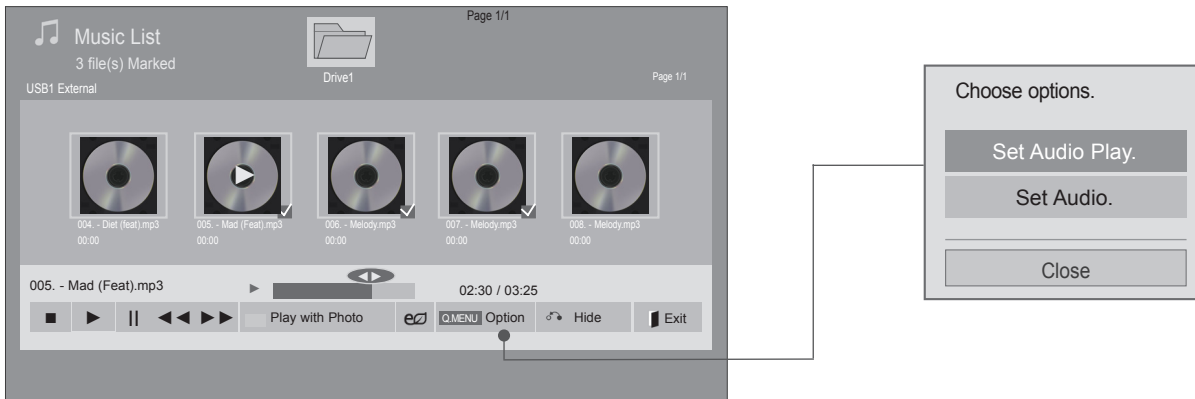 Page 1/1
Music List
3 file(s) Marked
Drive1
Page 1/1
USB1 External
004. - Diet (feat).mp3
00:00
005. - Mad (Feat).mp3
00:00
006. - Melody.mp3
00:00
007. - Melody.mp3
00:00
008. - Melody.mp3
00:00
005. - Mad (Feat).mp3
02:30 / 03:25
Play with Photo
Q.MENU Option
Hide
Exit
Choose options.
Set Audio Play.
Set Audio.
Close